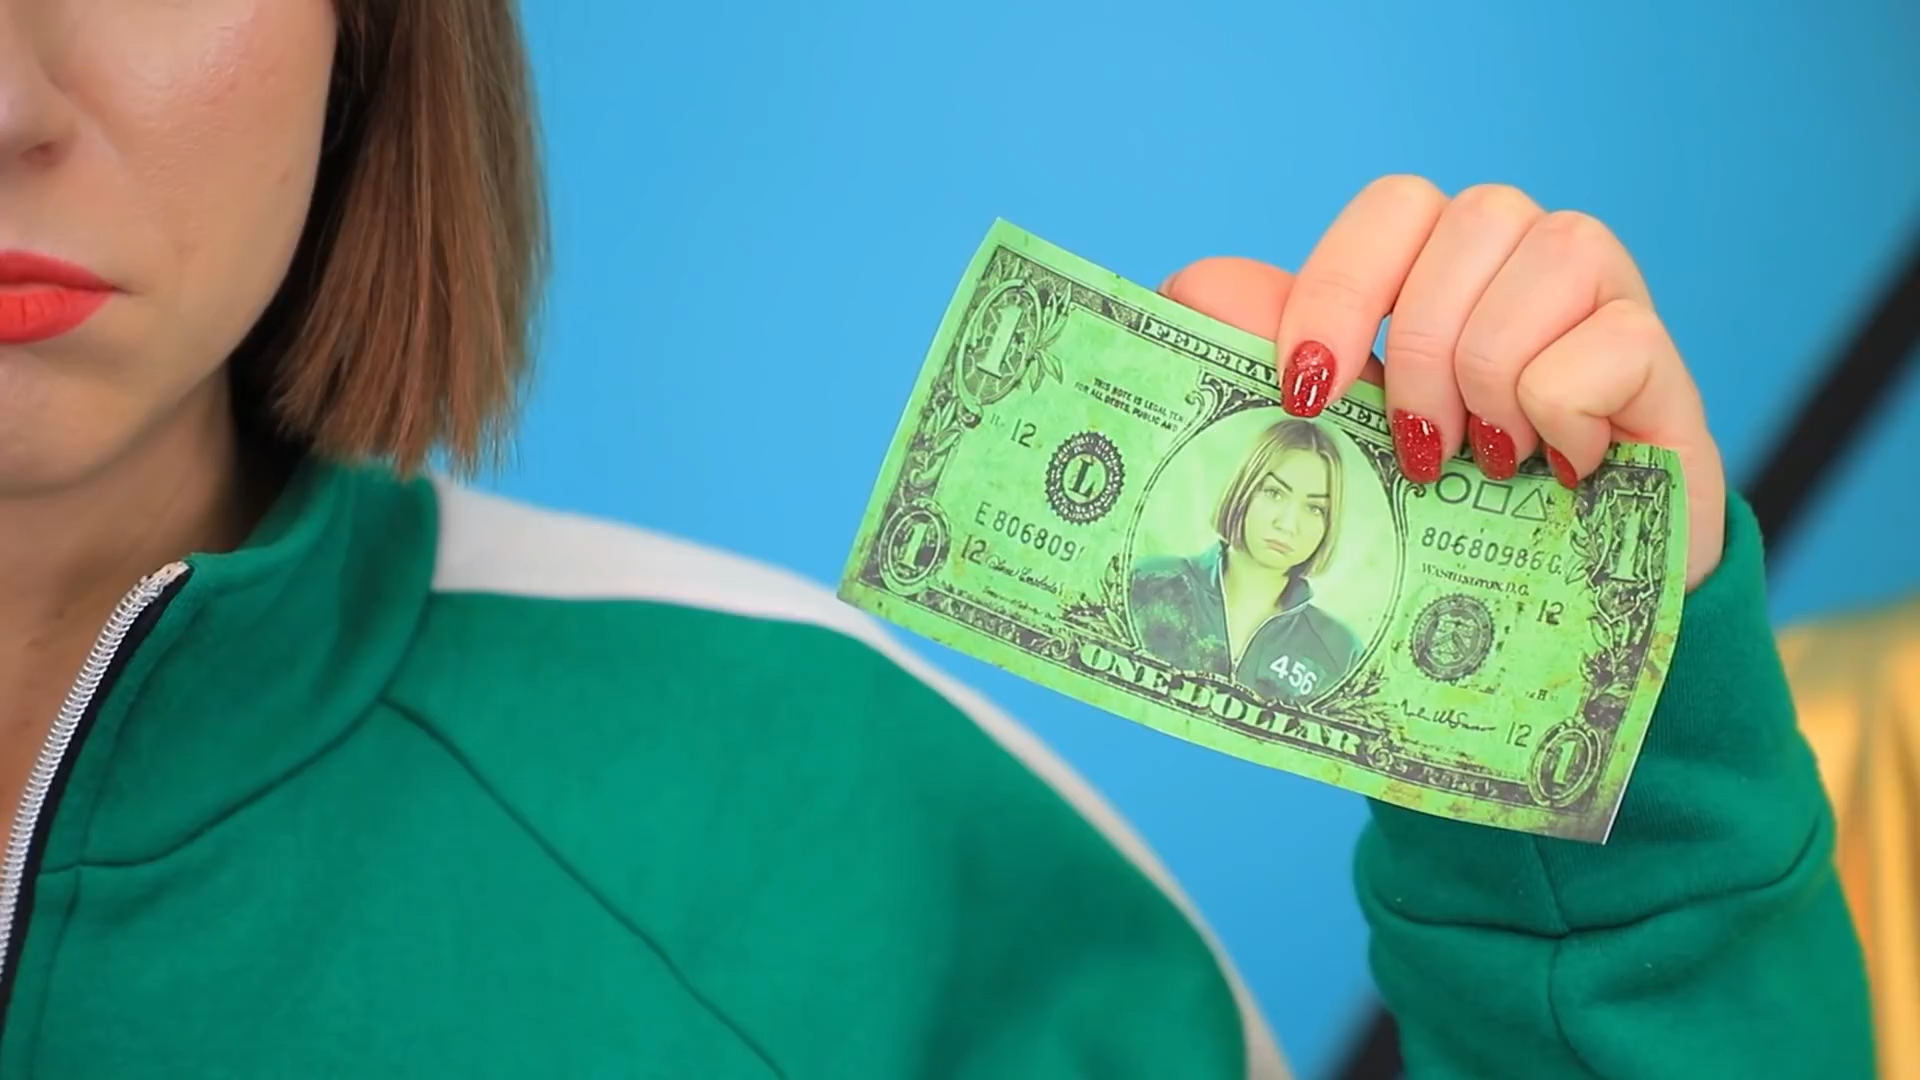 FEDERAL
1
THIS NOTE IS LEGAL TEN
FOR ALL DEBTS, PUBLIC AND
12
L
E 806809
12
1
○□△
1
80680986G
WASHINGTON, D.C.
12
456
12
1
ONE DOLLAR